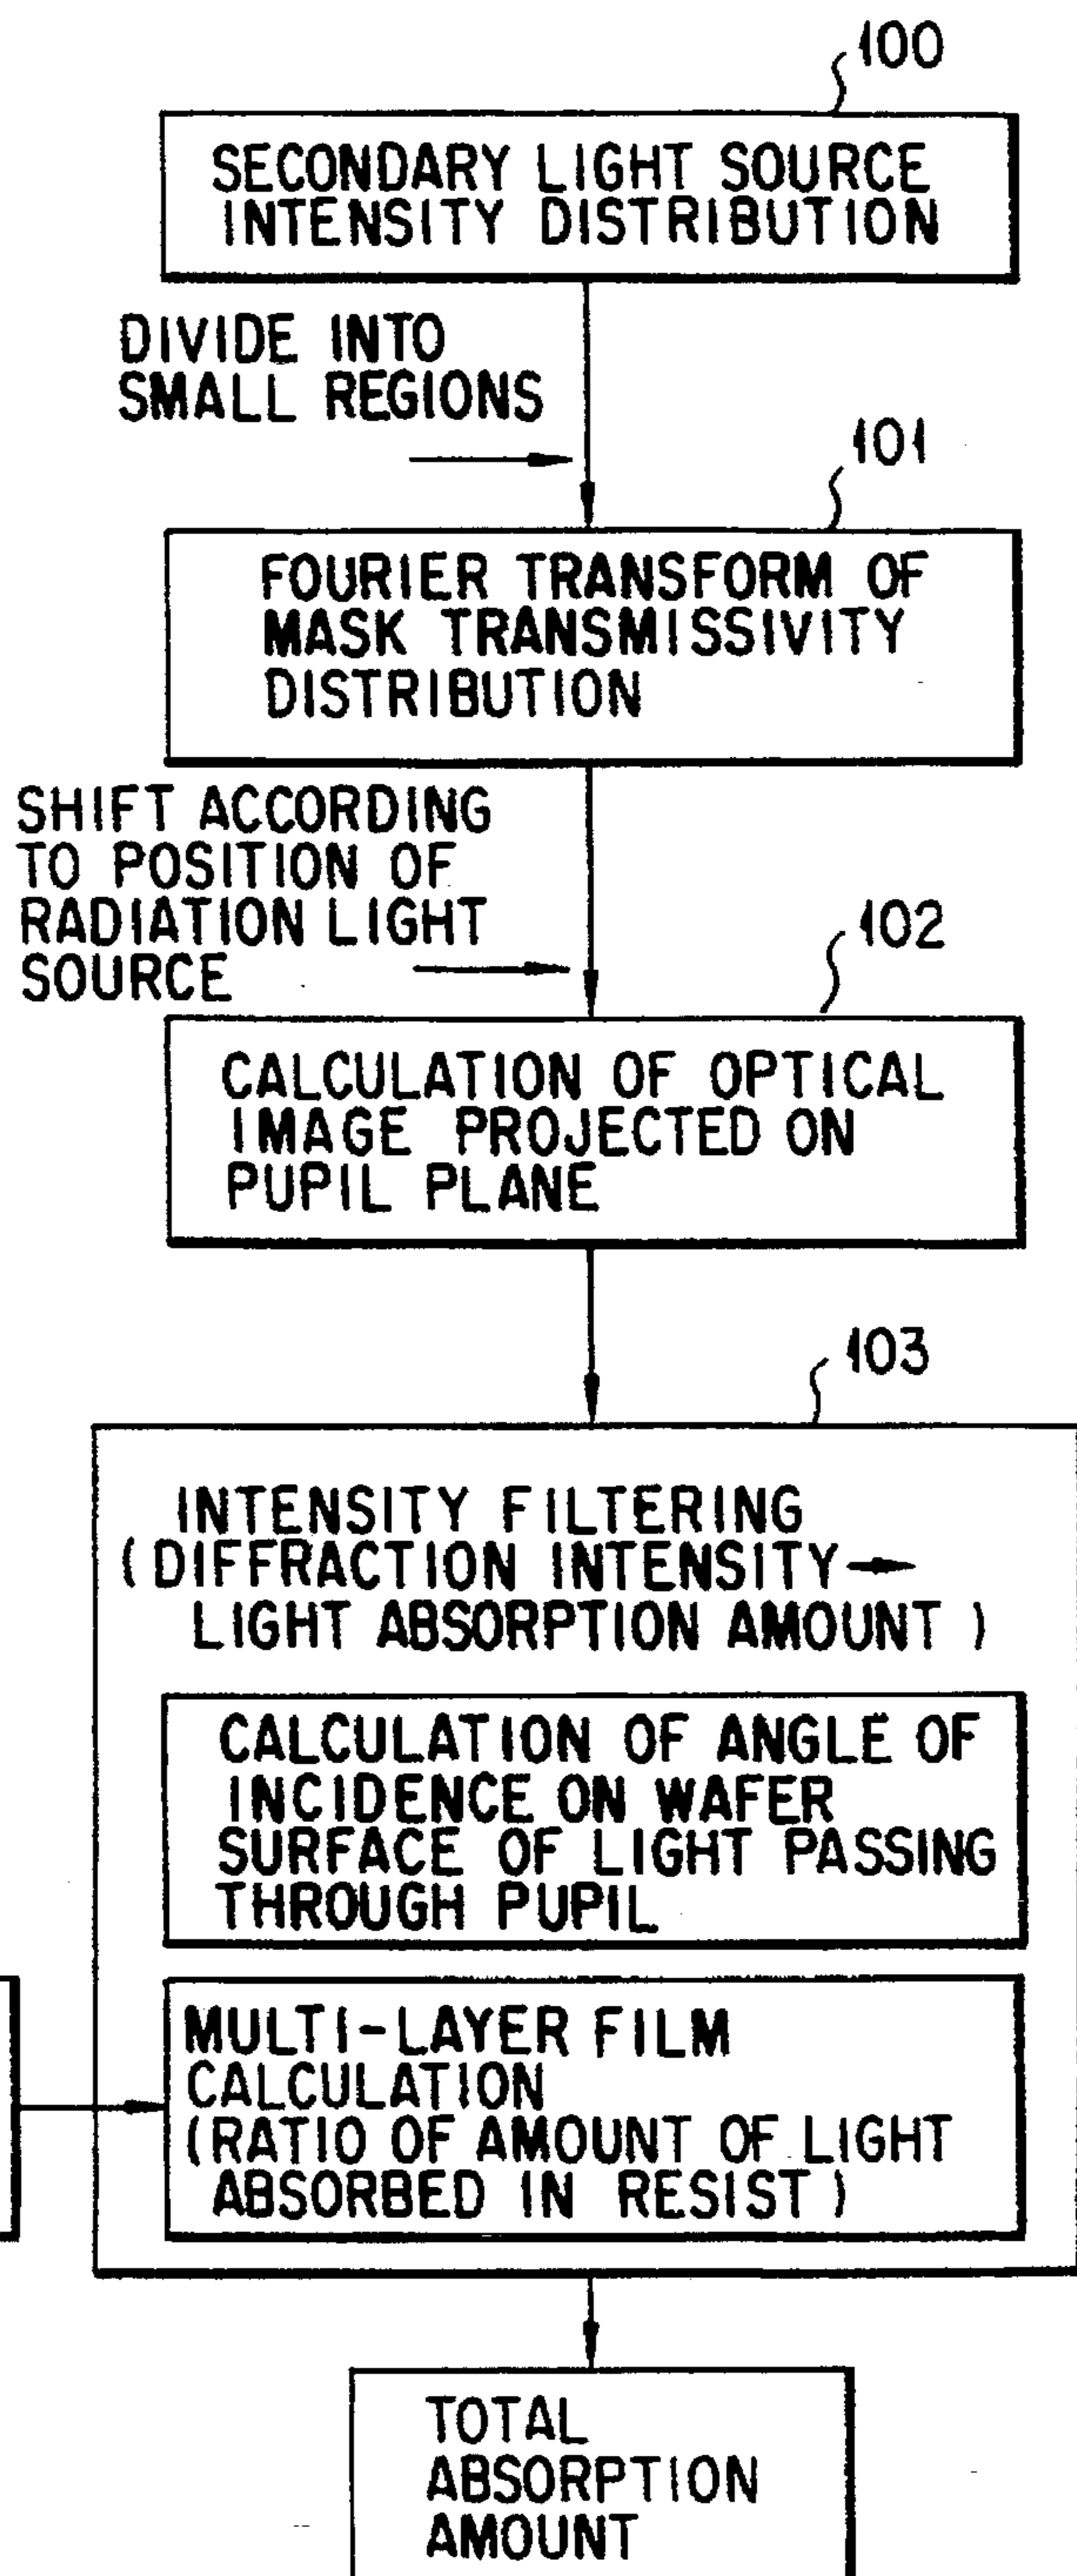 100
SECONDARY LIGHT SOURCE
INTENSITY DISTRIBUTION
DIVIDE INTO
SMALL REGIONS
101
FOURIER TRANSFORM OF
MASK TRANSMISSIVITY
DISTRIBUTION
SHIFT ACCORDING
TO POSITION OF
RADIATION LIGHT
SOURCE
102
CALCULATION OF OPTICAL
IMAGE PROJECTED ON
PUPIL PLANE
103
INTENSITY FILTERING
(DIFFRACTION INTENSITY→
LIGHT ABSORPTION AMOUNT)
CALCULATION OF ANGLE OF
INCIDENCE ON WAFER
SURFACE OF LIGHT PASSING
THROUGH PUPIL
MULTI-LAYER FILM
CALCULATION
(RATIO OF AMOUNT OF LIGHT
ABSORBED IN RESIST)
TOTAL
ABSORPTION
AMOUNT